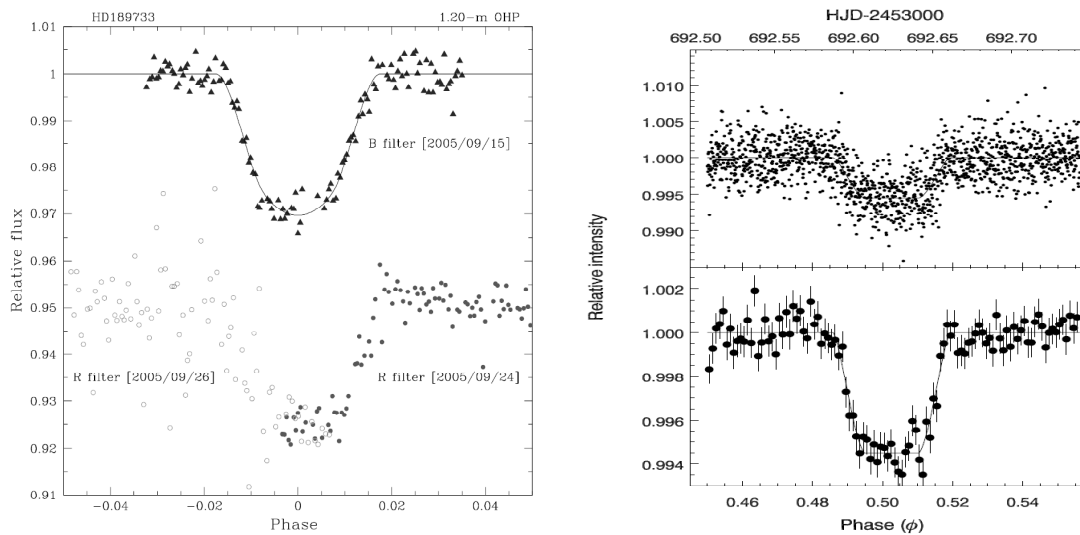 HD189733 1.20-m OHP
1.01
1
0.99
0.98
0.97
0.96
0.95
0.94
0.93
0.92
0.91
Relative flux
B filter [2005/09/15]
R filter [2005/09/26]
R filter [2005/09/24]
−0.04 −0.02 0 0.02 0.04
Phase
HJD-2453000
692.50 692.55 692.60 692.65 692.70
1.010
1.005
1.000
0.995
0.990
Relative intensity
1.002
1.000
0.998
0.996
0.994
0.46 0.48 0.50 0.52 0.54
Phase (ϕ)